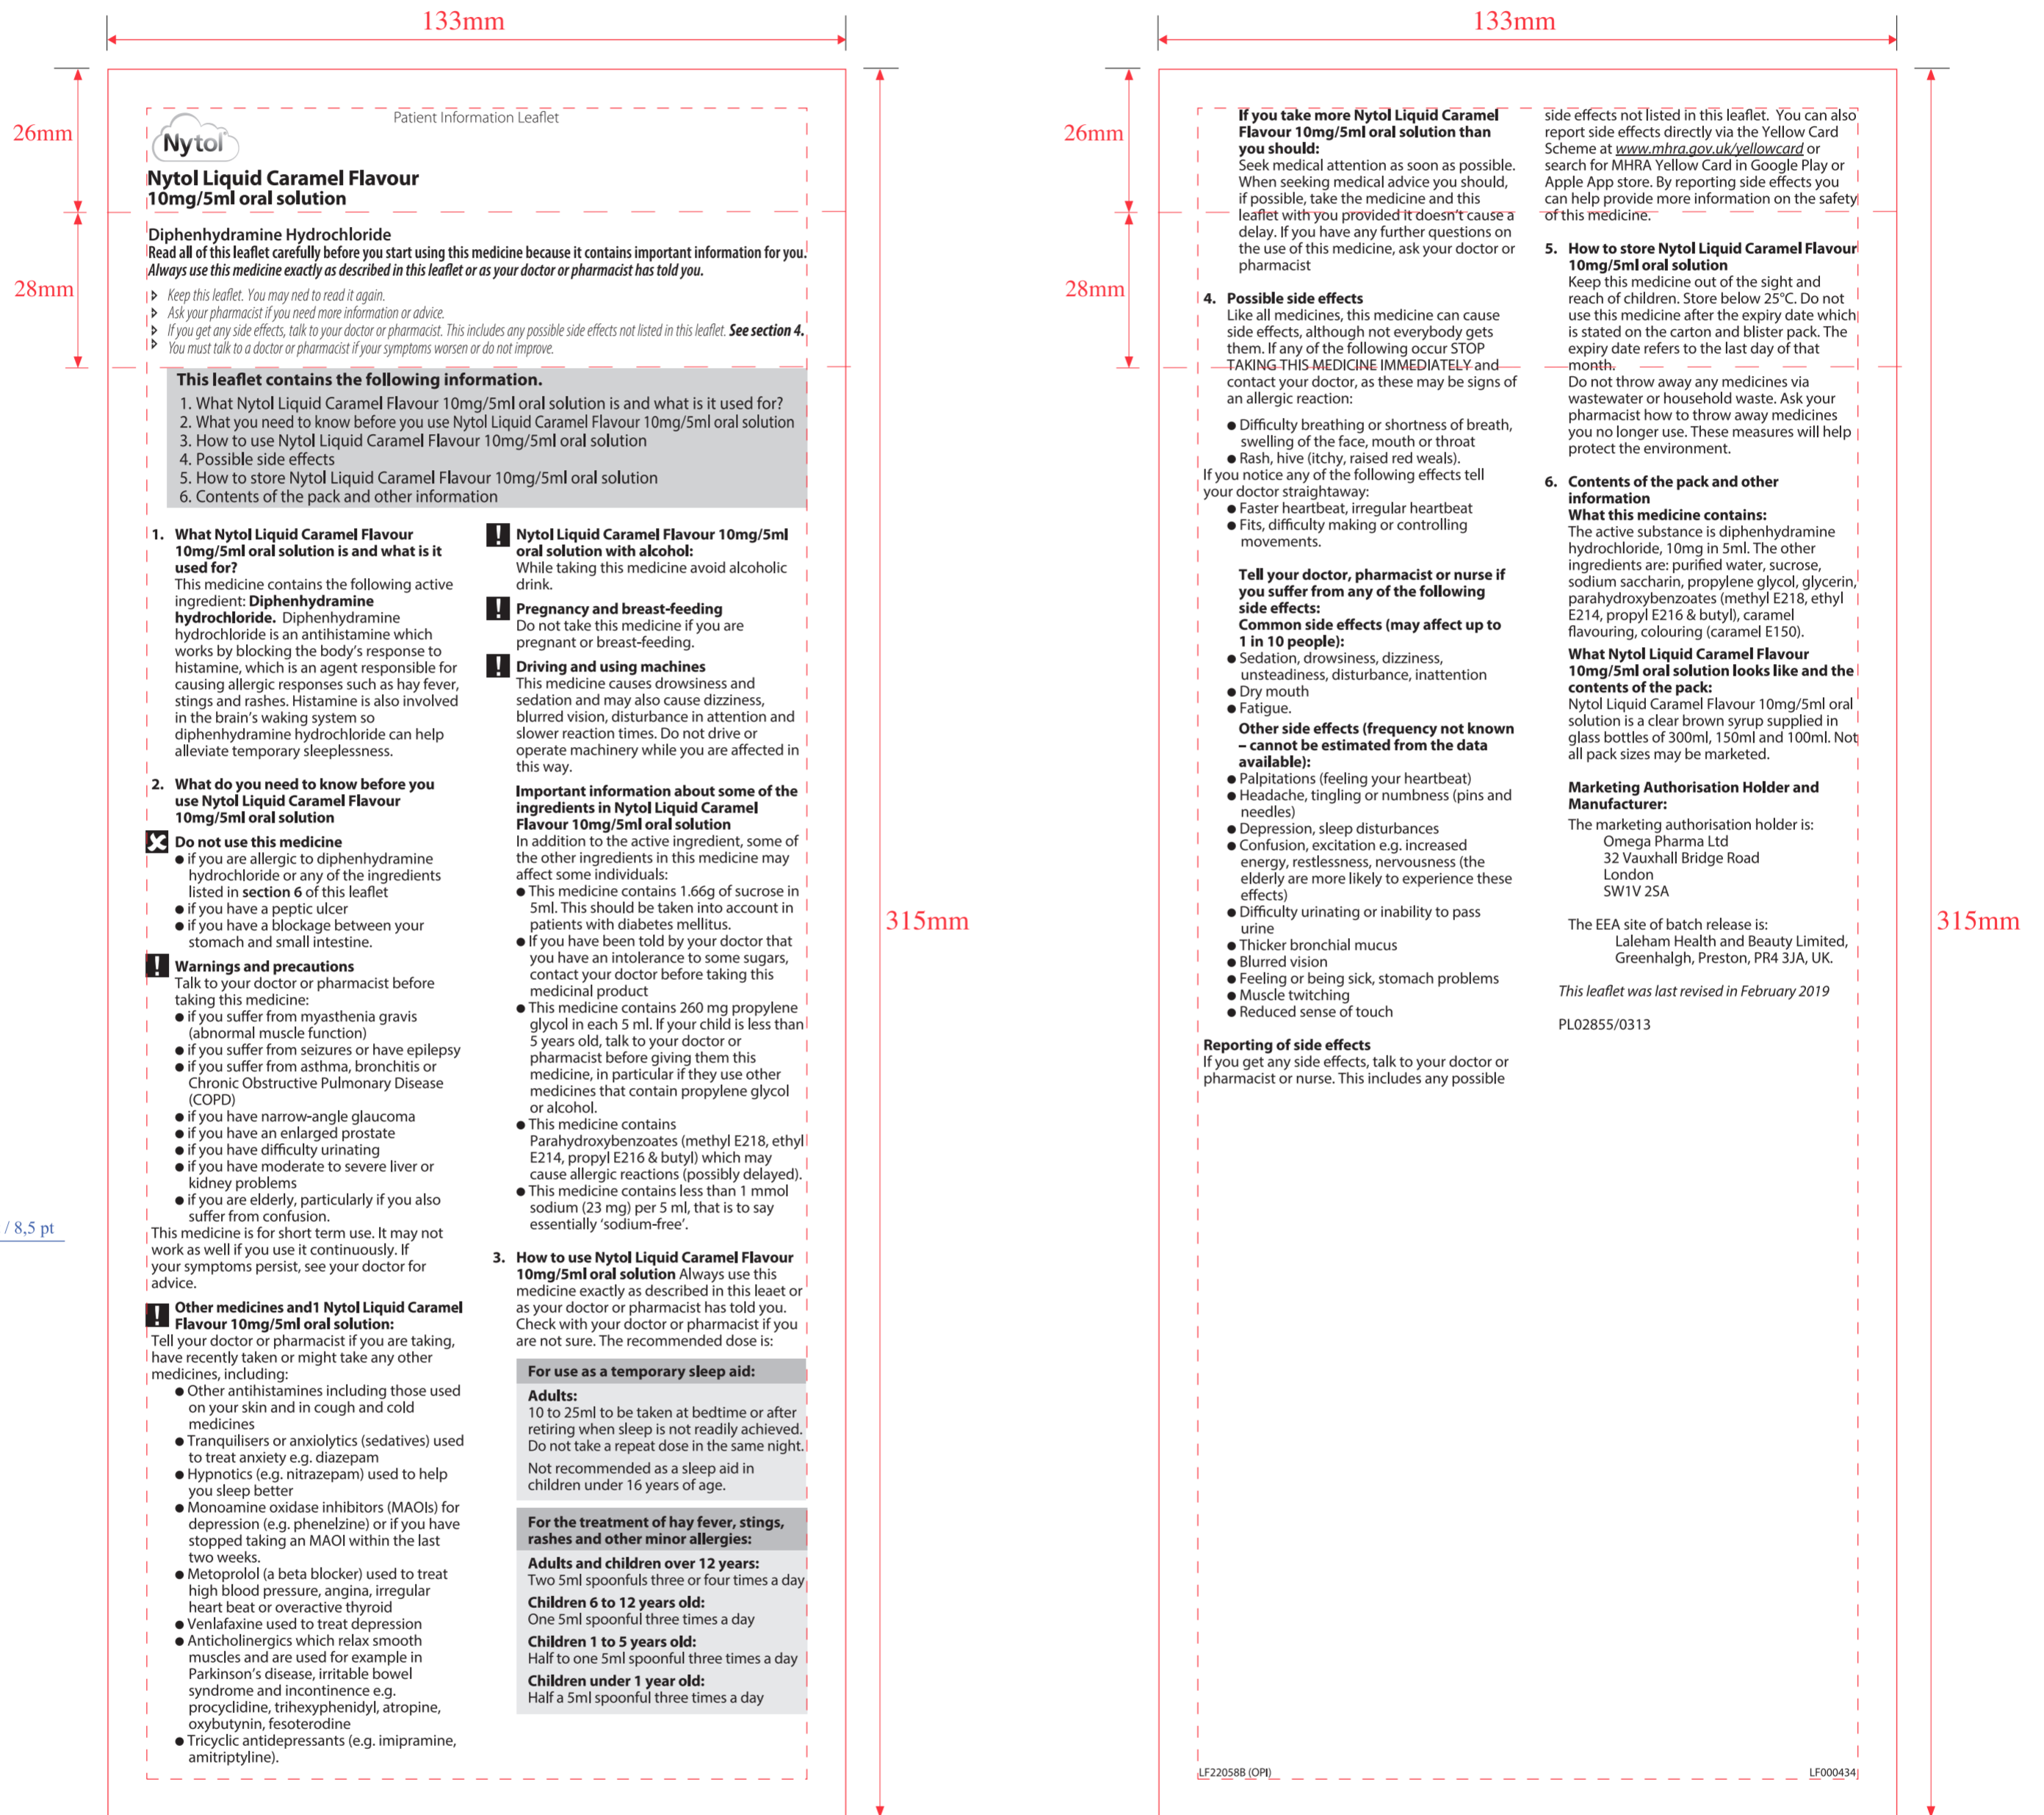 133mm
133mm
26mm
28mm
315mm
26mm
28mm
315mm
/ 8,5 pt
Patient Information Leaflet
Nytol®
Nytol Liquid Caramel Flavour
10mg/5ml oral solution
Diphenhydramine Hydrochloride
Read all of this leaflet carefully before you start using this medicine because it contains important information for you.
Always use this medicine exactly as described in this leaflet or as your doctor or pharmacist has told you.
Keep this leaflet. You may ned to read it again.
Ask your pharmacist if you need more information or advice.
If you get any side effects, talk to your doctor or pharmacist. This includes any possible side effects not listed in this leaflet. See section 4.
You must talk to a doctor or pharmacist if your symptoms worsen or do not improve.
This leaflet contains the following information.
1. What Nytol Liquid Caramel Flavour 10mg/5ml oral solution is and what is it used for?
2. What you need to know before you use Nytol Liquid Caramel Flavour 10mg/5ml oral solution
3. How to use Nytol Liquid Caramel Flavour 10mg/5ml oral solution
4. Possible side effects
5. How to store Nytol Liquid Caramel Flavour 10mg/5ml oral solution
6. Contents of the pack and other information
1. What Nytol Liquid Caramel Flavour
10mg/5ml oral solution is and what is it
used for?
This medicine contains the following active
ingredient: Diphenhydramine
hydrochloride. Diphenhydramine
hydrochloride is an antihistamine which
works by blocking the body's response to
histamine, which is an agent responsible for
causing allergic responses such as hay fever,
stings and rashes. Histamine is also involved
in the brain's waking system so
diphenhydramine hydrochloride can help
alleviate temporary sleeplessness.
2. What do you need to know before you
use Nytol Liquid Caramel Flavour
10mg/5ml oral solution
Do not use this medicine
● if you are allergic to diphenhydramine
hydrochloride or any of the ingredients
listed in section 6 of this leaflet
● if you have a peptic ulcer
● if you have a blockage between your
stomach and small intestine.
! Warnings and precautions
Talk to your doctor or pharmacist before
taking this medicine:
● if you suffer from myasthenia gravis
(abnormal muscle function)
● if you suffer from seizures or have epilepsy
● if you suffer from asthma, bronchitis or
Chronic Obstructive Pulmonary Disease
(COPD)
● if you have narrow-angle glaucoma
● if you have an enlarged prostate
● if you have difficulty urinating
● if you have moderate to severe liver or
kidney problems
● if you are elderly, particularly if you also
suffer from confusion.
This medicine is for short term use. It may not
work as well if you use it continuously. If
your symptoms persist, see your doctor for
advice.
! Other medicines and1 Nytol Liquid Caramel
Flavour 10mg/5ml oral solution:
Tell your doctor or pharmacist if you are taking,
have recently taken or might take any other
medicines, including:
● Other antihistamines including those used
on your skin and in cough and cold
medicines
● Tranquilisers or anxiolytics (sedatives) used
to treat anxiety e.g. diazepam
● Hypnotics (e.g. nitrazepam) used to help
you sleep better
● Monoamine oxidase inhibitors (MAOIs) for
depression (e.g. phenelzine) or if you have
stopped taking an MAOI within the last
two weeks.
● Metoprolol (a beta blocker) used to treat
high blood pressure, angina, irregular
heart beat or overactive thyroid
● Venlafaxine used to treat depression
● Anticholinergics which relax smooth
muscles and are used for example in
Parkinson's disease, irritable bowel
syndrome and incontinence e.g.
procyclidine, trihexyphenidyl, atropine,
oxybutynin, fesoterodine
● Tricyclic antidepressants (e.g. imipramine,
amitriptyline).
! Nytol Liquid Caramel Flavour 10mg/5ml
oral solution with alcohol:
While taking this medicine avoid alcoholic
drink.
! Pregnancy and breast-feeding
Do not take this medicine if you are
pregnant or breast-feeding.
! Driving and using machines
This medicine causes drowsiness and
sedation and may also cause dizziness,
blurred vision, disturbance in attention and
slower reaction times. Do not drive or
operate machinery while you are affected in
this way.
Important information about some of the
ingredients in Nytol Liquid Caramel
Flavour 10mg/5ml oral solution
In addition to the active ingredient, some of
the other ingredients in this medicine may
affect some individuals:
● This medicine contains 1.66g of sucrose in
5ml. This should be taken into account in
patients with diabetes mellitus.
● If you have been told by your doctor that
you have an intolerance to some sugars,
contact your doctor before taking this
medicinal product
● This medicine contains 260 mg propylene
glycol in each 5 ml. If your child is less than
5 years old, talk to your doctor or
pharmacist before giving them this
medicine, in particular if they use other
medicines that contain propylene glycol
or alcohol.
● This medicine contains
Parahydroxybenzoates (methyl E218, ethyl
E214, propyl E216 & butyl) which may
cause allergic reactions (possibly delayed).
● This medicine contains less than 1 mmol
sodium (23 mg) per 5 ml, that is to say
essentially 'sodium-free'.
3. How to use Nytol Liquid Caramel Flavour
10mg/5ml oral solution Always use this
medicine exactly as described in this leaet or
as your doctor or pharmacist has told you.
Check with your doctor or pharmacist if you
are not sure. The recommended dose is:
For use as a temporary sleep aid:
Adults:
10 to 25ml to be taken at bedtime or after
retiring when sleep is not readily achieved.
Do not take a repeat dose in the same night.
Not recommended as a sleep aid in
children under 16 years of age.
For the treatment of hay fever, stings,
rashes and other minor allergies:
Adults and children over 12 years:
Two 5ml spoonfuls three or four times a day
Children 6 to 12 years old:
One 5ml spoonful three times a day
Children 1 to 5 years old:
Half to one 5ml spoonful three times a day
Children under 1 year old:
Half a 5ml spoonful three times a day
If you take more Nytol Liquid Caramel
Flavour 10mg/5ml oral solution than
you should:
Seek medical attention as soon as possible.
When seeking medical advice you should,
if possible, take the medicine and this
leaflet with you provided it doesn't cause a
delay. If you have any further questions on
the use of this medicine, ask your doctor or
pharmacist
4. Possible side effects
Like all medicines, this medicine can cause
side effects, although not everybody gets
them. If any of the following occur STOP
TAKING THIS MEDICINE IMMEDIATELY and
contact your doctor, as these may be signs of
an allergic reaction:
● Difficulty breathing or shortness of breath,
swelling of the face, mouth or throat
● Rash, hive (itchy, raised red weals).
If you notice any of the following effects tell
your doctor straightaway:
● Faster heartbeat, irregular heartbeat
● Fits, difficulty making or controlling
movements.
Tell your doctor, pharmacist or nurse if
you suffer from any of the following
side effects:
Common side effects (may affect up to
1 in 10 people):
● Sedation, drowsiness, dizziness,
unsteadiness, disturbance, inattention
● Dry mouth
● Fatigue.
Other side effects (frequency not known
– cannot be estimated from the data
available):
● Palpitations (feeling your heartbeat)
● Headache, tingling or numbness (pins and
needles)
● Depression, sleep disturbances
● Confusion, excitation e.g. increased
energy, restlessness, nervousness (the
elderly are more likely to experience these
effects)
● Difficulty urinating or inability to pass
urine
● Thicker bronchial mucus
● Blurred vision
● Feeling or being sick, stomach problems
● Muscle twitching
● Reduced sense of touch
Reporting of side effects
If you get any side effects, talk to your doctor or
pharmacist or nurse. This includes any possible
side effects not listed in this leaflet. You can also
report side effects directly via the Yellow Card
Scheme at www.mhra.gov.uk/yellowcard or
search for MHRA Yellow Card in Google Play or
Apple App store. By reporting side effects you
can help provide more information on the safety
of this medicine.
5. How to store Nytol Liquid Caramel Flavour
10mg/5ml oral solution
Keep this medicine out of the sight and
reach of children. Store below 25°C. Do not
use this medicine after the expiry date which
is stated on the carton and blister pack. The
expiry date refers to the last day of that
month.
Do not throw away any medicines via
wastewater or household waste. Ask your
pharmacist how to throw away medicines
you no longer use. These measures will help
protect the environment.
6. Contents of the pack and other
information
What this medicine contains:
The active substance is diphenhydramine
hydrochloride, 10mg in 5ml. The other
ingredients are: purified water, sucrose,
sodium saccharin, propylene glycol, glycerin,
parahydroxybenzoates (methyl E218, ethyl
E214, propyl E216 & butyl), caramel
flavouring, colouring (caramel E150).
What Nytol Liquid Caramel Flavour
10mg/5ml oral solution looks like and the
contents of the pack:
Nytol Liquid Caramel Flavour 10mg/5ml oral
solution is a clear brown syrup supplied in
glass bottles of 300ml, 150ml and 100ml. Not
all pack sizes may be marketed.
Marketing Authorisation Holder and
Manufacturer:
The marketing authorisation holder is:
Omega Pharma Ltd
32 Vauxhall Bridge Road
London
SW1V 2SA
The EEA site of batch release is:
Laleham Health and Beauty Limited,
Greenhalgh, Preston, PR4 3JA, UK.
This leaflet was last revised in February 2019
PL02855/0313
LF22058B (OPI)
LF000434